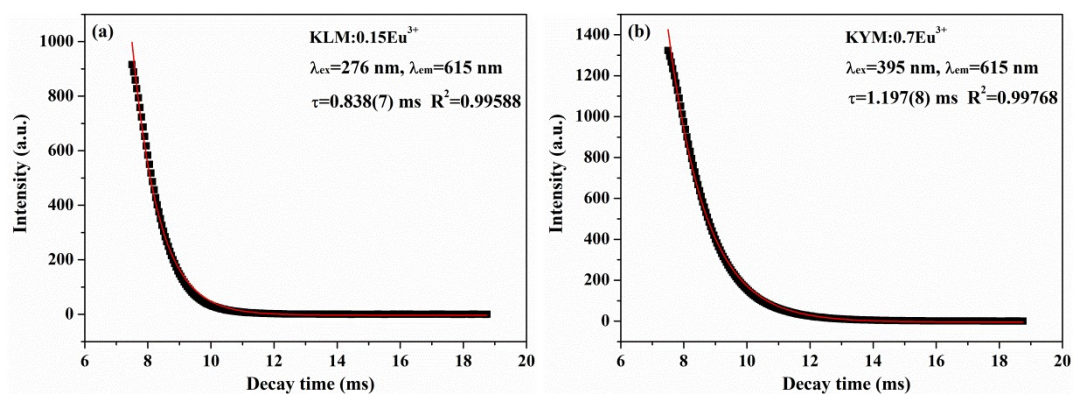 (a)
KLM:0.15Eu³⁺
λex=276 nm, λem=615 nm
τ=0.838(7) ms R²=0.99588
1000
800
600
400
200
0
Intensity (a.u.)
6 8 10 12 14 16 18 20
Decay time (ms)
(b)
KYM:0.7Eu³⁺
λex=395 nm, λem=615 nm
τ=1.197(8) ms R²=0.99768
1400
1200
1000
800
600
400
200
0
Intensity (a.u.)
6 8 10 12 14 16 18 20
Decay time (ms)